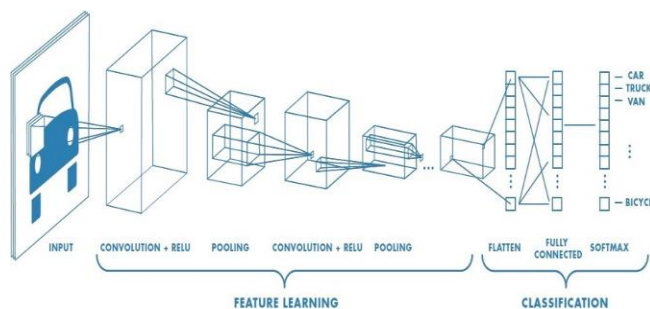 CAR
TRUCK
VAN
BICYCLE
INPUT
CONVOLUTION + RELU
POOLING
CONVOLUTION + RELU
POOLING
FLATTEN
FULLY
CONNECTED
SOFTMAX
FEATURE LEARNING
CLASSIFICATION